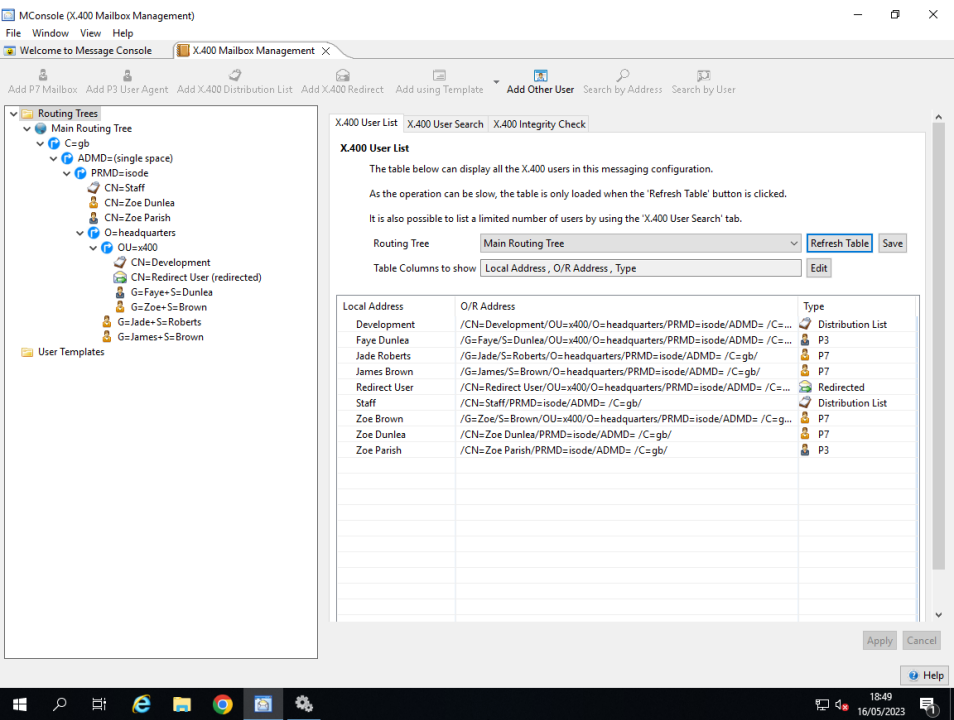 MConsole (X.400 Mailbox Management)
File Window View Help
Welcome to Message Console X.400 Mailbox Management
Add P7 Mailbox Add P3 User Agent Add X.400 Distribution List Add X.400 Redirect Add using Template Add Other User Search by Address Search by User
Routing Trees
Main Routing Tree
C=gb
ADMD=(single space)
PRMD=isode
CN=Staff
CN=Zoe Dunlea
CN=Zoe Parish
O=headquarters
OU=x400
CN=Development
CN=Redirect User (redirected)
G=Faye+S=Dunlea
G=Zoe+S=Brown
G=Jade+S=Roberts
G=James+S=Brown
User Templates
X.400 User List X.400 User Search X.400 Integrity Check
X.400 User List
The table below can display all the X.400 users in this messaging configuration.
As the operation can be slow, the table is only loaded when the 'Refresh Table' button is clicked.
It is also possible to list a limited number of users by using the 'X.400 User Search' tab.
Routing Tree Main Routing Tree Refresh Table Save
Table Columns to show Local Address , O/R Address , Type Edit
Local Address O/R Address Type
Development /CN=Development/OU=x400/O=headquarters/PRMD=isode/ADMD= /C=... Distribution List
Faye Dunlea /G=Faye/S=Dunlea/OU=x400/O=headquarters/PRMD=isode/ADMD= /C=... P3
Jade Roberts /G=Jade/S=Roberts/O=headquarters/PRMD=isode/ADMD= /C=gb/ P7
James Brown /G=James/S=Brown/O=headquarters/PRMD=isode/ADMD= /C=gb/ P7
Redirect User /CN=Redirect User/OU=x400/O=headquarters/PRMD=isode/ADMD= /C=... Redirected
Staff /CN=Staff/PRMD=isode/ADMD= /C=gb/ Distribution List
Zoe Brown /G=Zoe/S=Brown/OU=x400/O=headquarters/PRMD=isode/ADMD= /C=g... P7
Zoe Dunlea /CN=Zoe Dunlea/PRMD=isode/ADMD= /C=gb/ P7
Zoe Parish /CN=Zoe Parish/PRMD=isode/ADMD= /C=gb/ P3
Apply Cancel
Help
18:49
16/05/2023
1